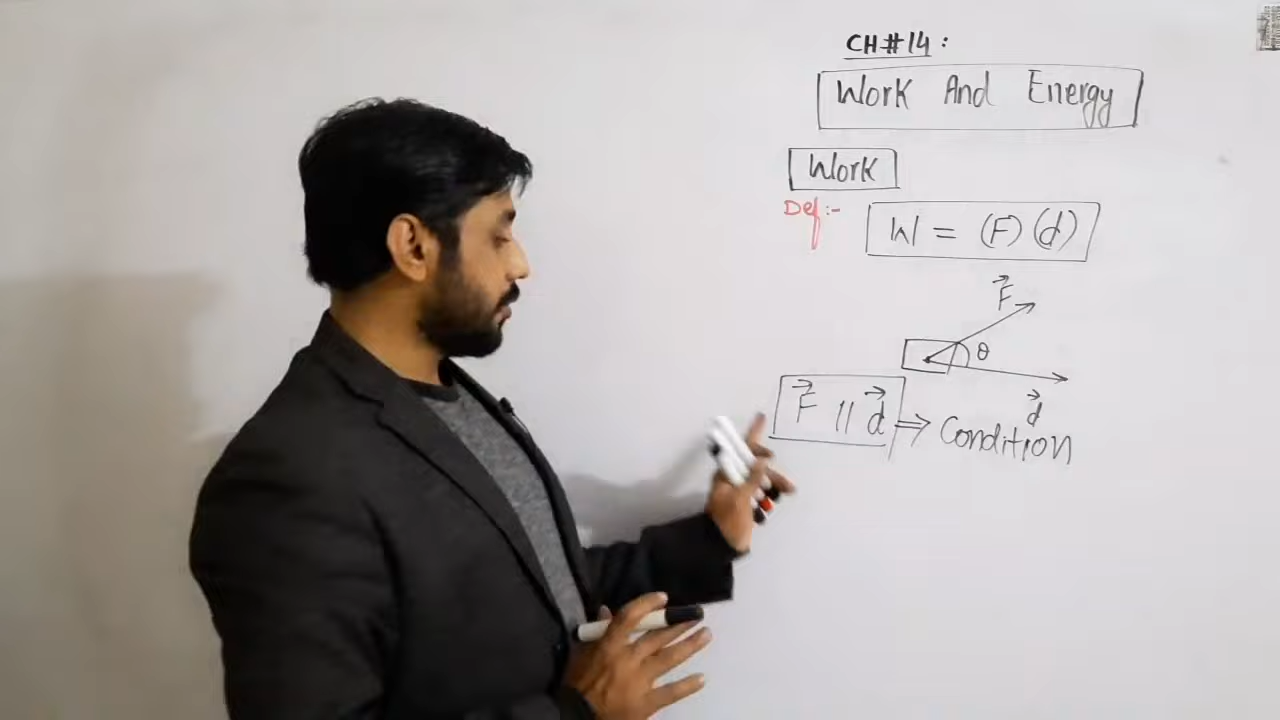 CH#14:
Work And Energy
Work
Def:-
W = (F)(d)
F⃗
θ
d⃗
F⃗ // d⃗ ⇒ Condition